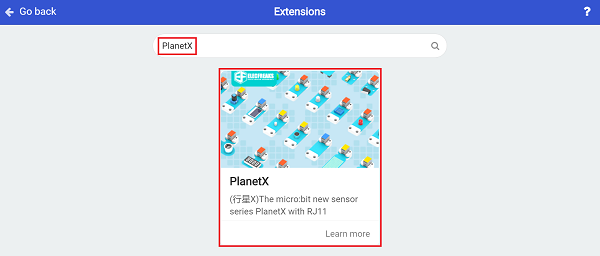 Go back
Extensions
?
PlanetX
ELECFREAKS
PlanetX
(行星X)The micro:bit new sensor
series PlanetX with RJ11
Learn more